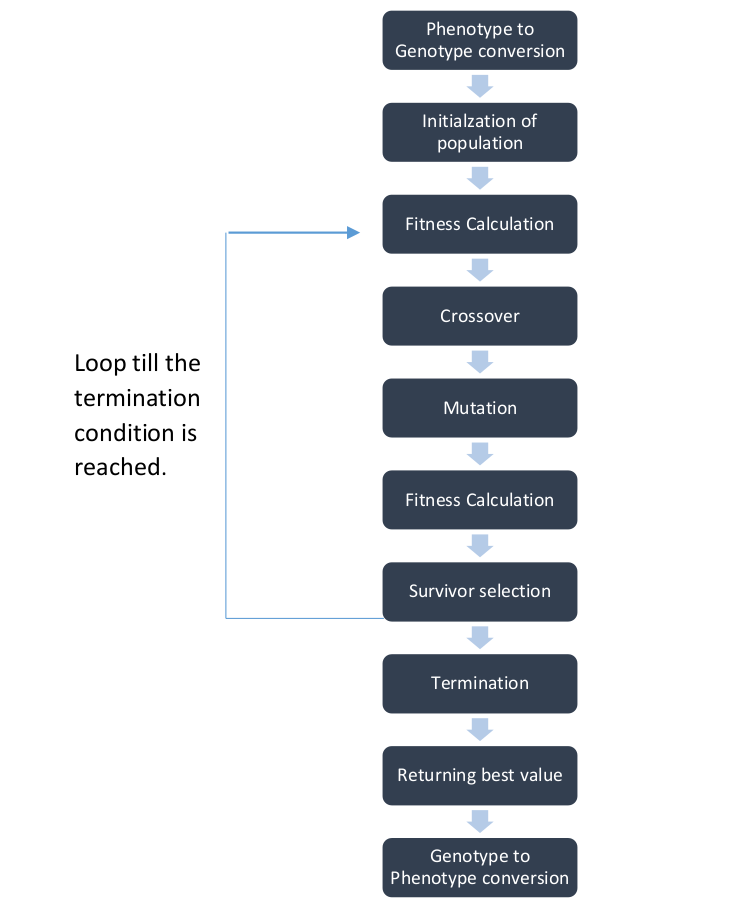 Phenotype to
Genotype conversion
Initialzation of
population
Fitness Calculation
Crossover
Loop till the
termination
condition is
reached.
Mutation
Fitness Calculation
Survivor selection
Termination
Returning best value
Genotype to
Phenotype conversion